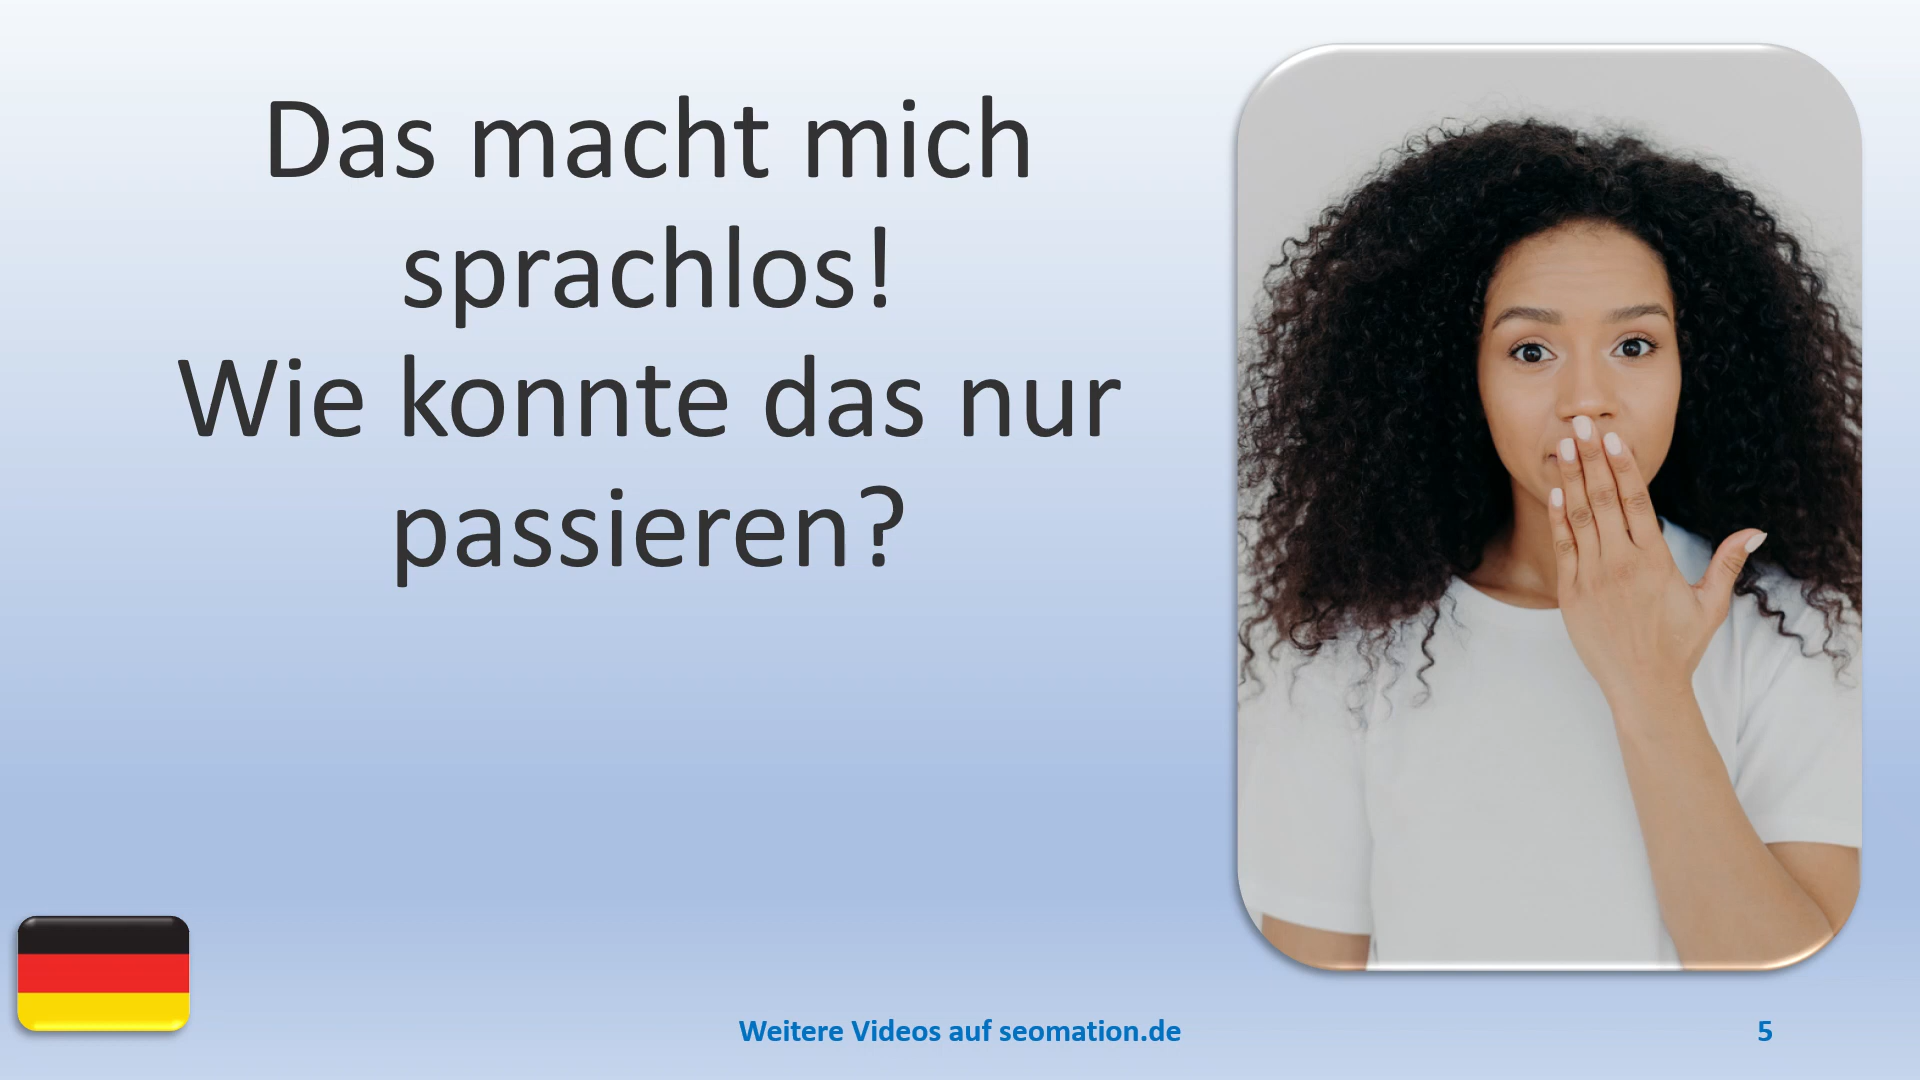 Das macht mich
sprachlos!
Wie konnte das nur
passieren?
Weitere Videos auf seomation.de
5